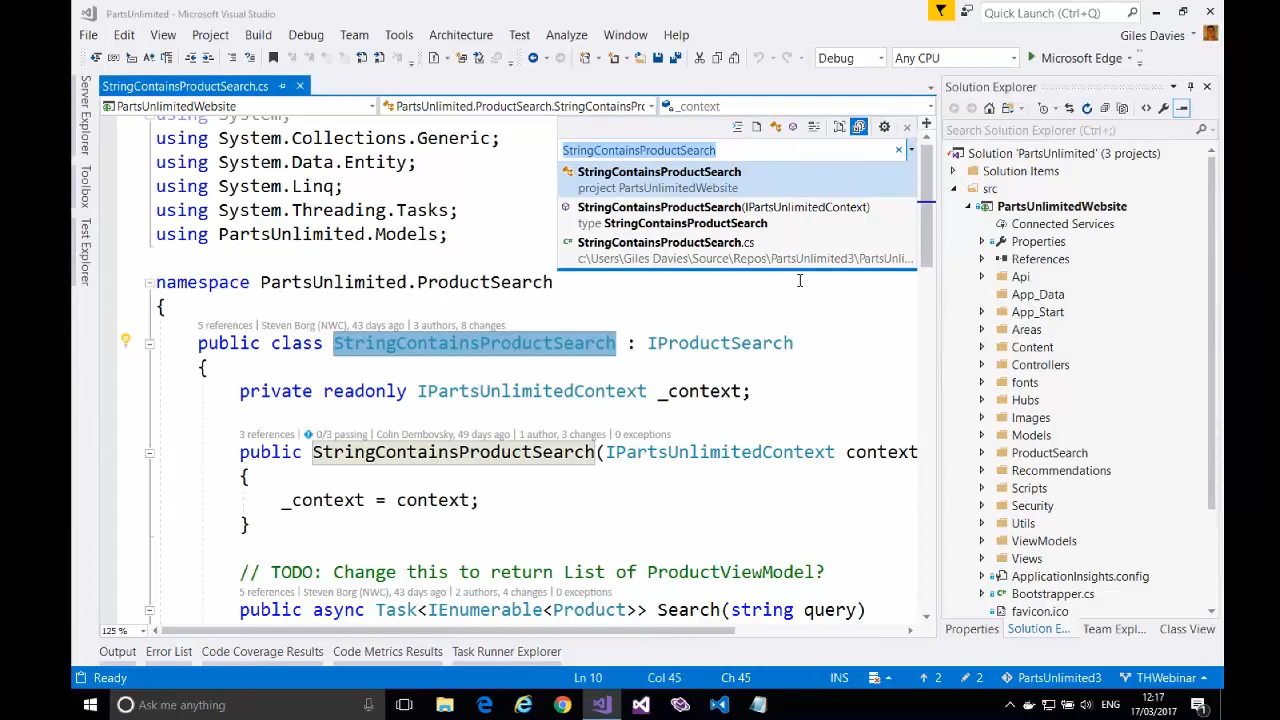 PartsUnlimited - Microsoft Visual Studio
Quick Launch (Ctrl+Q)
File Edit View Project Build Debug Team Tools Architecture Test Analyze Window Help
Giles Davies
Debug
Any CPU
Microsoft Edge
StringContainsProductSearch.cs
PartsUnlimitedWebsite
PartsUnlimited.ProductSearch.StringContainsPr
_context
using System;
using System.Collections.Generic;
using System.Data.Entity;
using System.Linq;
using System.Threading.Tasks;
using PartsUnlimited.Models;
namespace PartsUnlimited.ProductSearch
{
5 references | Steven Borg (NWC), 43 days ago | 3 authors, 8 changes
public class StringContainsProductSearch : IProductSearch
{
private readonly IPartsUnlimitedContext _context;
3 references | 0/3 passing | Colin Dembovsky, 49 days ago | 1 author, 3 changes | 0 exceptions
public StringContainsProductSearch(IPartsUnlimitedContext context
{
_context = context;
}
// TODO: Change this to return List of ProductViewModel?
5 references | Steven Borg (NWC), 43 days ago | 2 authors, 4 changes | 0 exceptions
public async Task<IEnumerable<Product>> Search(string query)
125 %
StringContainsProductSearch
StringContainsProductSearch
project PartsUnlimitedWebsite
StringContainsProductSearch(IPartsUnlimitedContext)
type StringContainsProductSearch
StringContainsProductSearch.cs
c:\Users\Giles Davies\Source\Repos\PartsUnlimited3\PartsUnli...
Server Explorer
Toolbox
Test Explorer
Solution Explorer
Search Solution Explorer (Ctrl+;)
Solution 'PartsUnlimited' (3 projects)
Solution Items
src
PartsUnlimitedWebsite
Connected Services
Properties
References
Api
App_Data
App_Start
Areas
Content
Controllers
fonts
Hubs
Images
Models
ProductSearch
Recommendations
Scripts
Security
Utils
ViewModels
Views
ApplicationInsights.config
Bootstrapper.cs
favicon.ico
Properties Solution E... Team Expl... Class View
Output Error List Code Coverage Results Code Metrics Results Task Runner Explorer
Ready
Ln 10
Col 45
Ch 45
INS
2
2
PartsUnlimited3
THWebinar
Ask me anything
ENG
12:17
17/03/2017
1